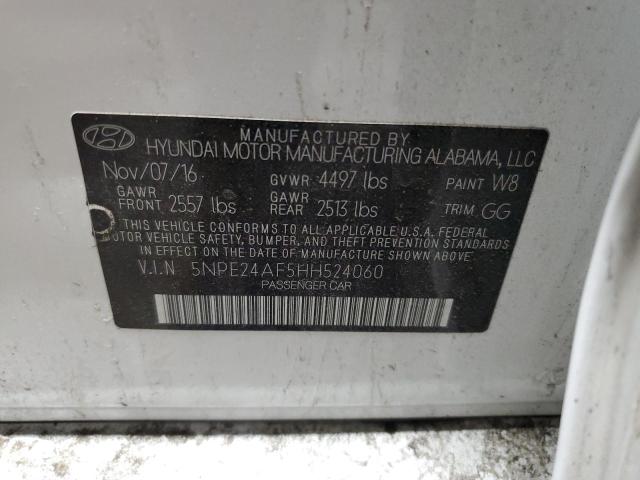 MANUFACTURED BY
HYUNDAI MOTOR MANUFACTURING ALABAMA, LLC
Nov/07/16 GVWR 4497 lbs PAINT W8
GAWR FRONT 2557 lbs GAWR REAR 2513 lbs TRIM GG
THIS VEHICLE CONFORMS TO ALL APPLICABLE U.S.A. FEDERAL
MOTOR VEHICLE SAFETY, BUMPER, AND THEFT PREVENTION
STANDARDS IN EFFECT ON THE DATE OF MANUFACTURE SHOWN ABOVE.
V.I.N 5NPE24AF5HH524060
PASSENGER CAR